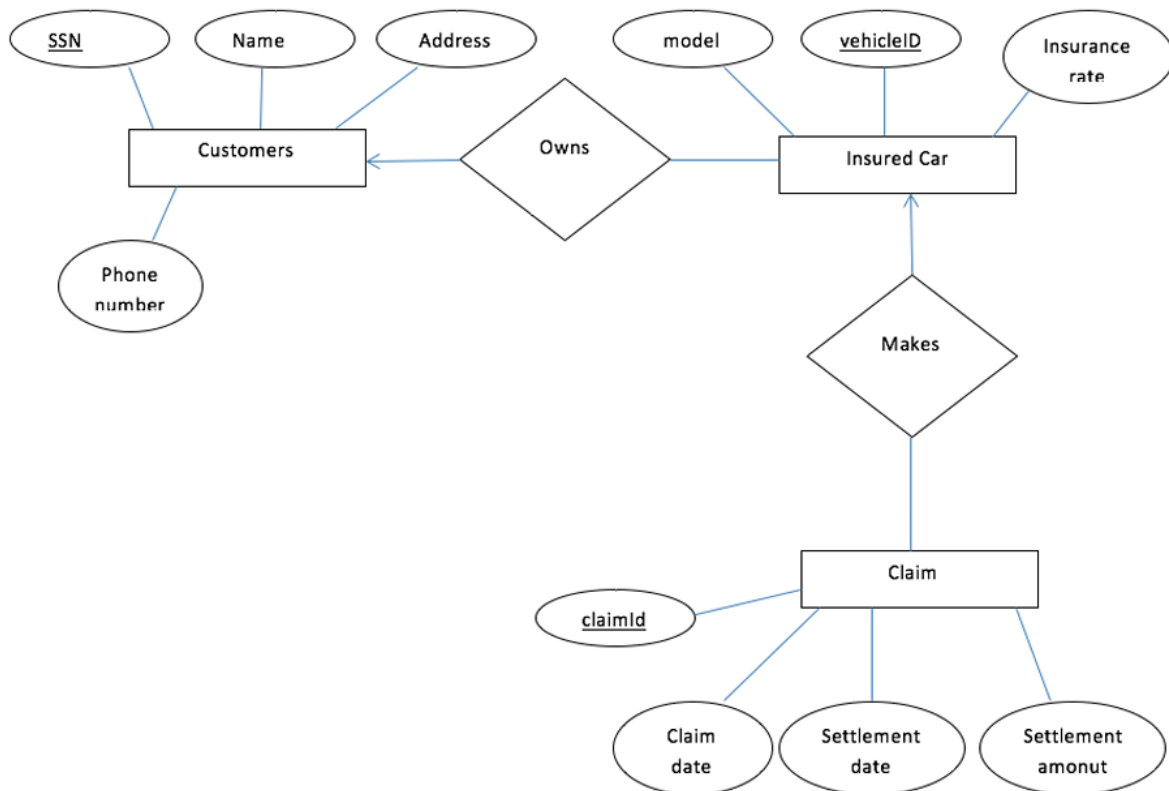 SSN
Name
Address
model
vehicleID
Insurance
rate
Customers
Owns
Insured Car
Phone
number
Makes
Claim
claimId
Claim
date
Settlement
date
Settlement
amonut